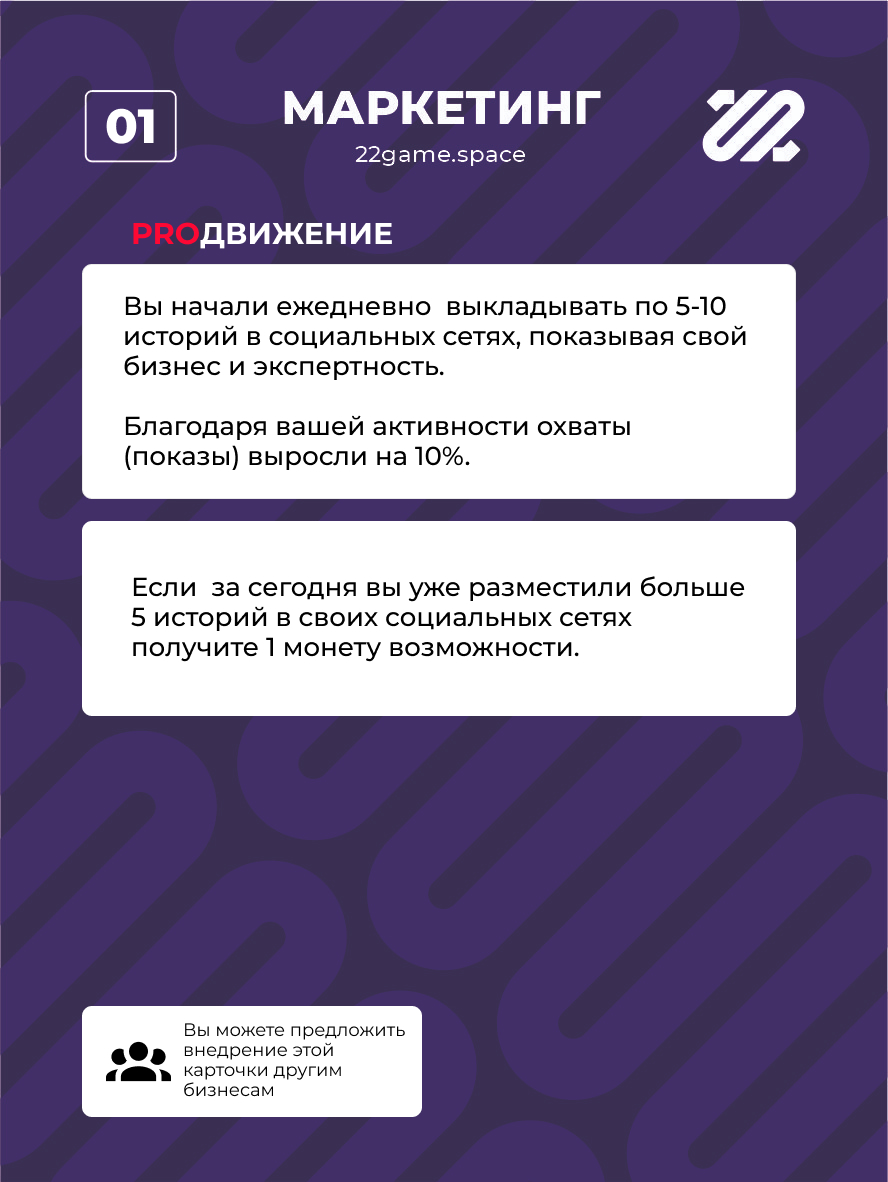 01
МАРКЕТИНГ
22game.space
PROДВИЖЕНИЕ
Вы начали ежедневно  выкладывать по 5-10
историй в социальных сетях, показывая свой
бизнес и экспертность.
Благодаря вашей активности охваты
(показы) выросли на 10%.
Если  за сегодня вы уже разместили больше
5 историй в своих социальных сетях
получите 1 монету возможности.
Вы можете предложить
внедрение этой
карточки другим
бизнесам